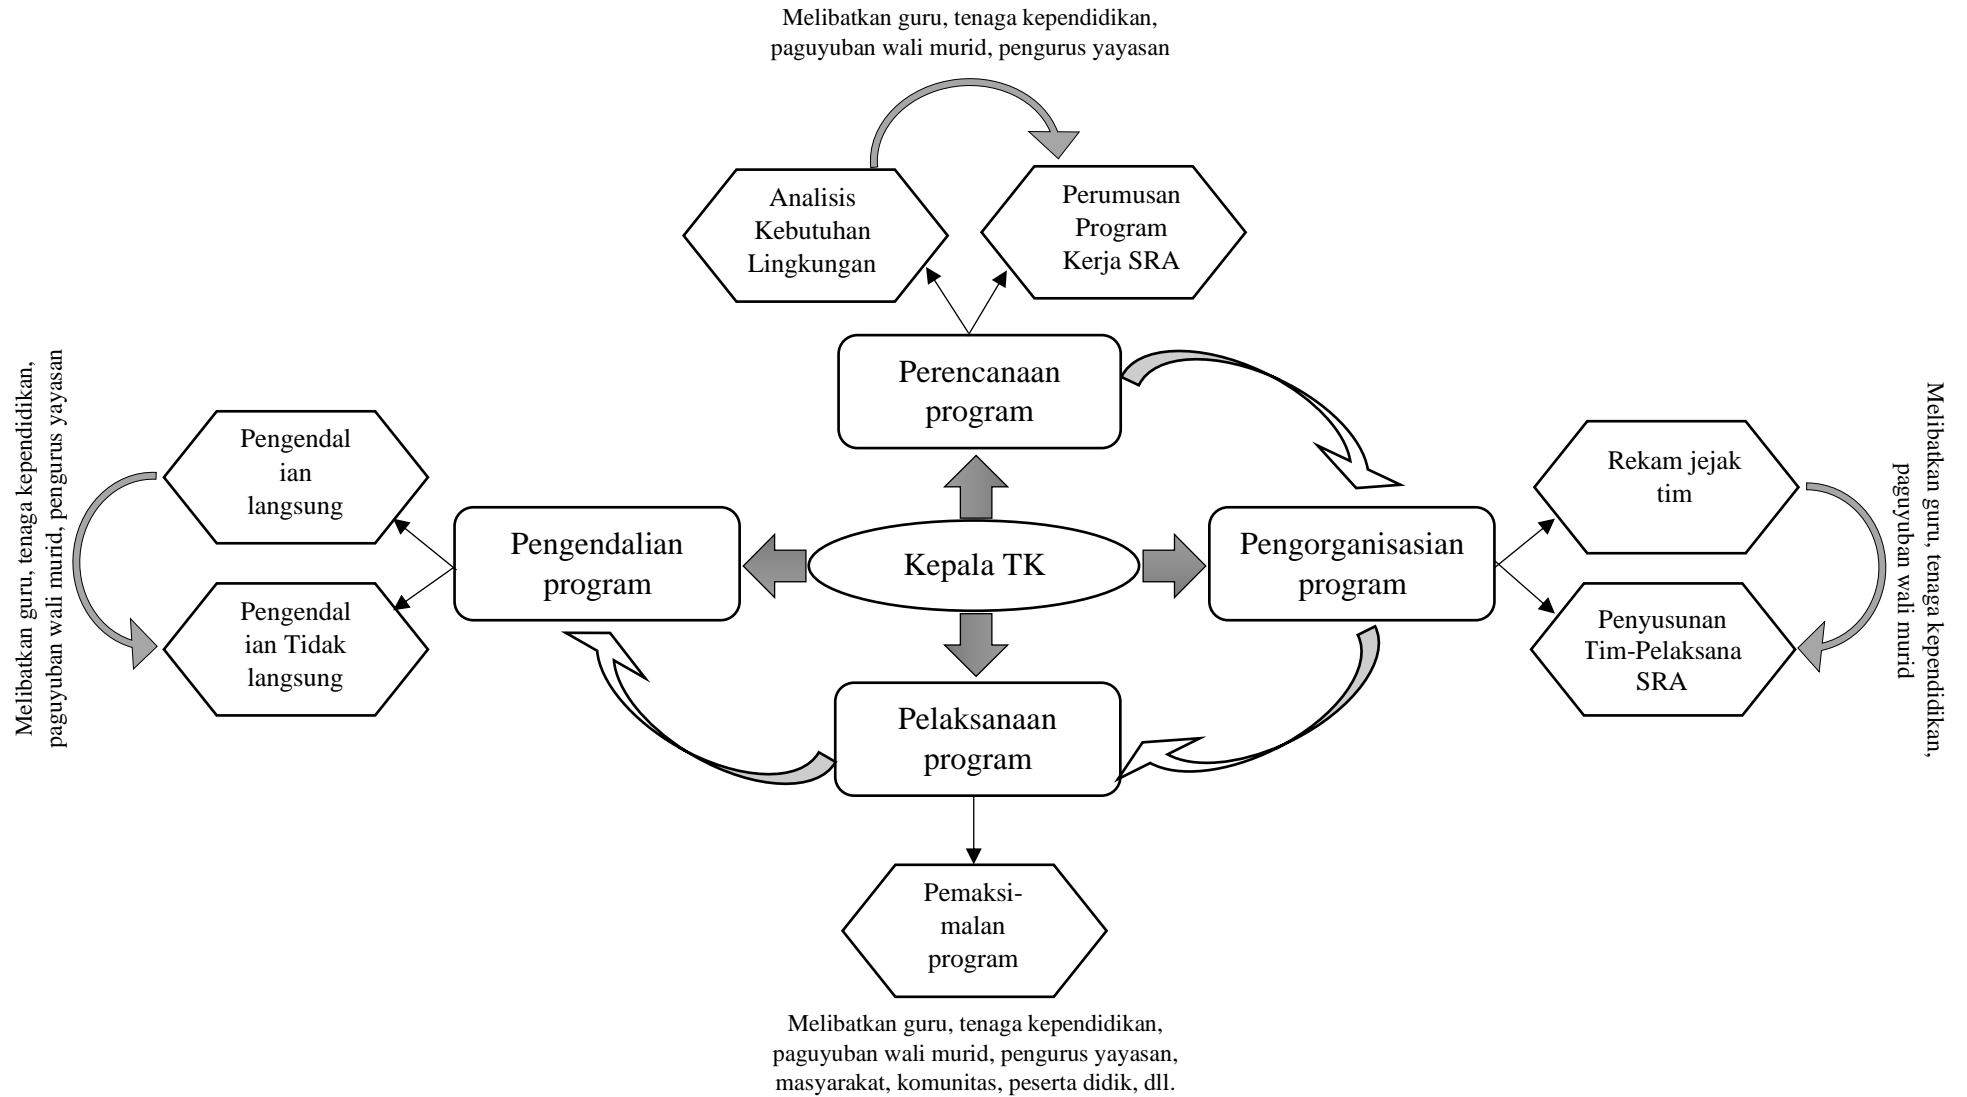 Melibatkan guru, tenaga kependidikan,
paguyuban wali murid, pengurus yayasan
Analisis
Kebutuhan
Lingkungan
Perumusan
Program
Kerja SRA
Perencanaan
program
Melibatkan guru, tenaga kependidikan,
paguyuban wali murid, pengurus yayasan
Pengendal
ian
langsung
Pengendal
ian Tidak
langsung
Pengendalian
program
Kepala TK
Pengorganisasian
program
Rekam jejak
tim
Penyusunan
Tim-Pelaksana
SRA
Melibatkan guru, tenaga kependidikan,
paguyuban wali murid
Pelaksanaan
program
Pemaksi-
malan
program
Melibatkan guru, tenaga kependidikan,
paguyuban wali murid, pengurus yayasan,
masyarakat, komunitas, peserta didik, dll.